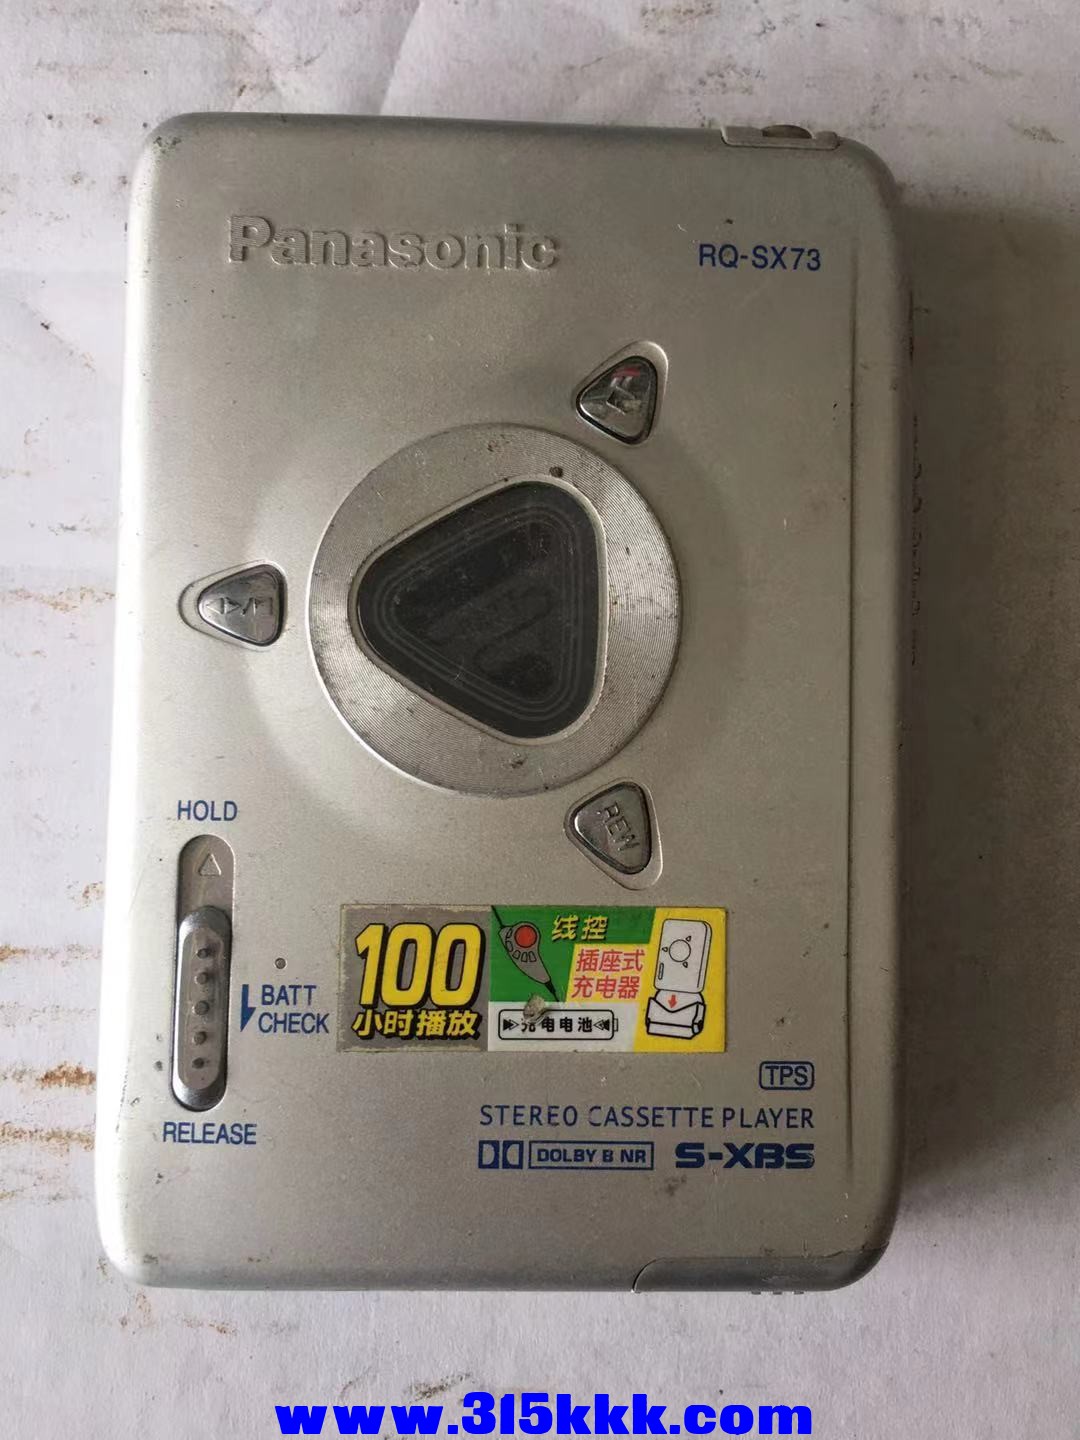 Panasonic
RQ-SX73
FF
REW
HOLD
BATT
CHECK
RELEASE
100
小时播放
线控
插座式
充电器
充电电池
TPS
STEREO CASSETTE PLAYER
DOLBY B NR
S-XBS
www.315kkk.com